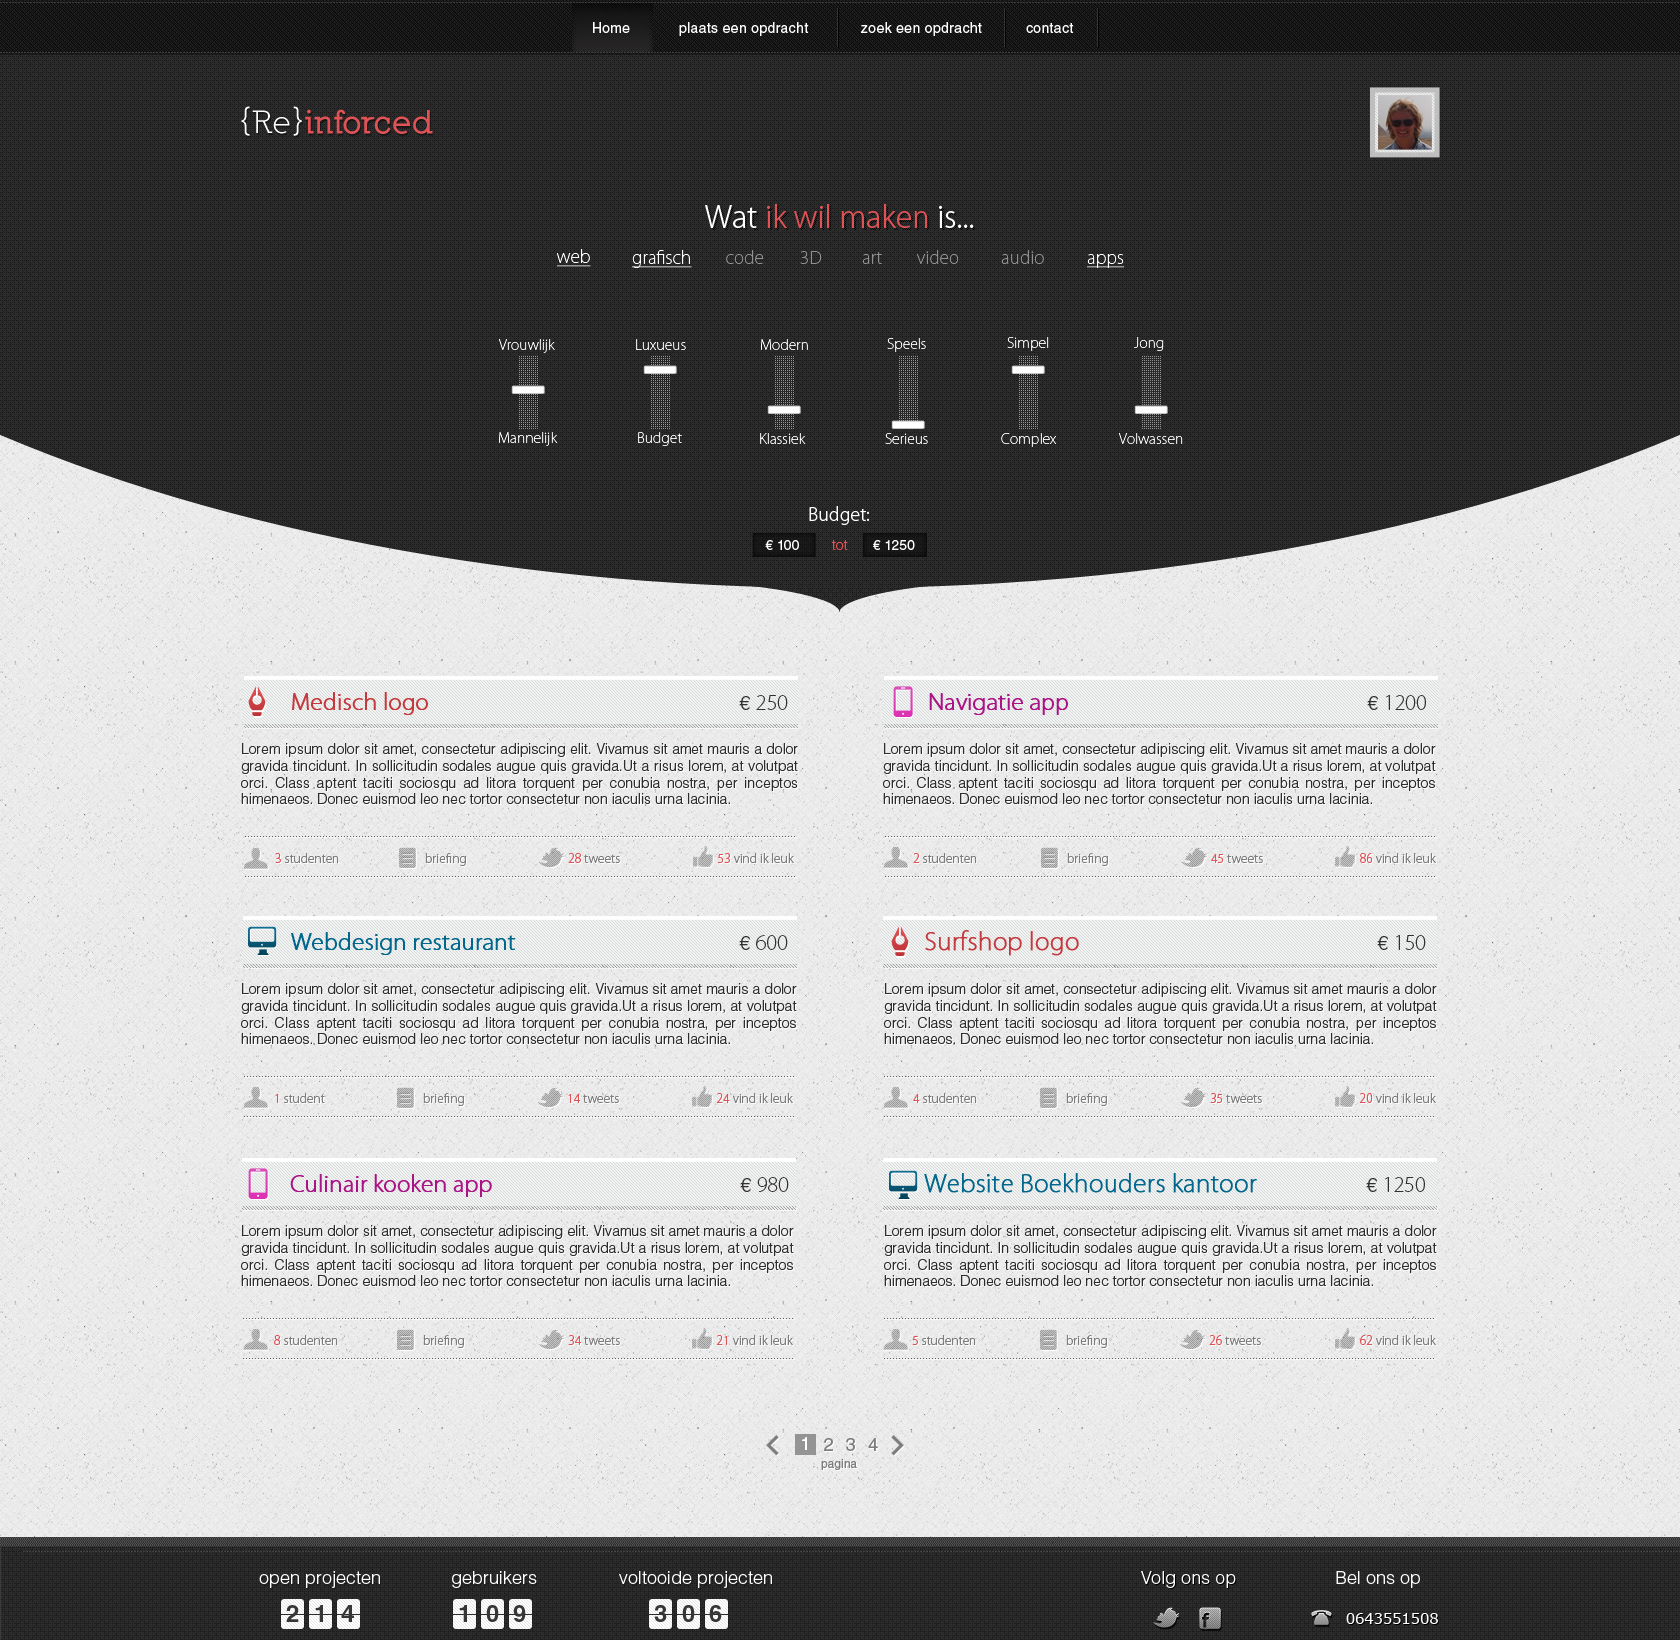 Home plaats een opdracht zoek een opdracht contact
{Re}inforced
Wat ik wil maken is...
web grafisch code 3D art video audio apps
Vrouwlijk Luxueus Modern Speels Simpel Jong
Mannelijk Budget Klassiek Serieus Complex Volwassen
Budget:
€ 100 tot € 1250
Medisch logo € 250
Lorem ipsum dolor sit amet, consectetur adipiscing elit. Vivamus sit amet mauris a dolor
gravida tincidunt. In sollicitudin sodales augue quis gravida.Ut a risus lorem, at volutpat
orci. Class aptent taciti sociosqu ad litora torquent per conubia nostra, per inceptos
himenaeos. Donec euismod leo nec tortor consectetur non iaculis urna lacinia.
3 studenten briefing 28 tweets 53 vind ik leuk
Navigatie app € 1200
Lorem ipsum dolor sit amet, consectetur adipiscing elit. Vivamus sit amet mauris a dolor
gravida tincidunt. In sollicitudin sodales augue quis gravida.Ut a risus lorem, at volutpat
orci. Class aptent taciti sociosqu ad litora torquent per conubia nostra, per inceptos
himenaeos. Donec euismod leo nec tortor consectetur non iaculis urna lacinia.
2 studenten briefing 45 tweets 86 vind ik leuk
Webdesign restaurant € 600
Lorem ipsum dolor sit amet, consectetur adipiscing elit. Vivamus sit amet mauris a dolor
gravida tincidunt. In sollicitudin sodales augue quis gravida.Ut a risus lorem, at volutpat
orci. Class aptent taciti sociosqu ad litora torquent per conubia nostra, per inceptos
himenaeos. Donec euismod leo nec tortor consectetur non iaculis urna lacinia.
1 student briefing 14 tweets 24 vind ik leuk
Surfshop logo € 150
Lorem ipsum dolor sit amet, consectetur adipiscing elit. Vivamus sit amet mauris a dolor
gravida tincidunt. In sollicitudin sodales augue quis gravida.Ut a risus lorem, at volutpat
orci. Class aptent taciti sociosqu ad litora torquent per conubia nostra, per inceptos
himenaeos. Donec euismod leo nec tortor consectetur non iaculis urna lacinia.
4 studenten briefing 35 tweets 20 vind ik leuk
Culinair kooken app € 980
Lorem ipsum dolor sit amet, consectetur adipiscing elit. Vivamus sit amet mauris a dolor
gravida tincidunt. In sollicitudin sodales augue quis gravida.Ut a risus lorem, at volutpat
orci. Class aptent taciti sociosqu ad litora torquent per conubia nostra, per inceptos
himenaeos. Donec euismod leo nec tortor consectetur non iaculis urna lacinia.
8 studenten briefing 34 tweets 21 vind ik leuk
Website Boekhouders kantoor € 1250
Lorem ipsum dolor sit amet, consectetur adipiscing elit. Vivamus sit amet mauris a dolor
gravida tincidunt. In sollicitudin sodales augue quis gravida.Ut a risus lorem, at volutpat
orci. Class aptent taciti sociosqu ad litora torquent per conubia nostra, per inceptos
himenaeos. Donec euismod leo nec tortor consectetur non iaculis urna lacinia.
5 studenten briefing 26 tweets 62 vind ik leuk
1 2 3 4
pagina
open projecten gebruikers voltooide projecten Volg ons op Bel ons op
214 109 306 0643551508